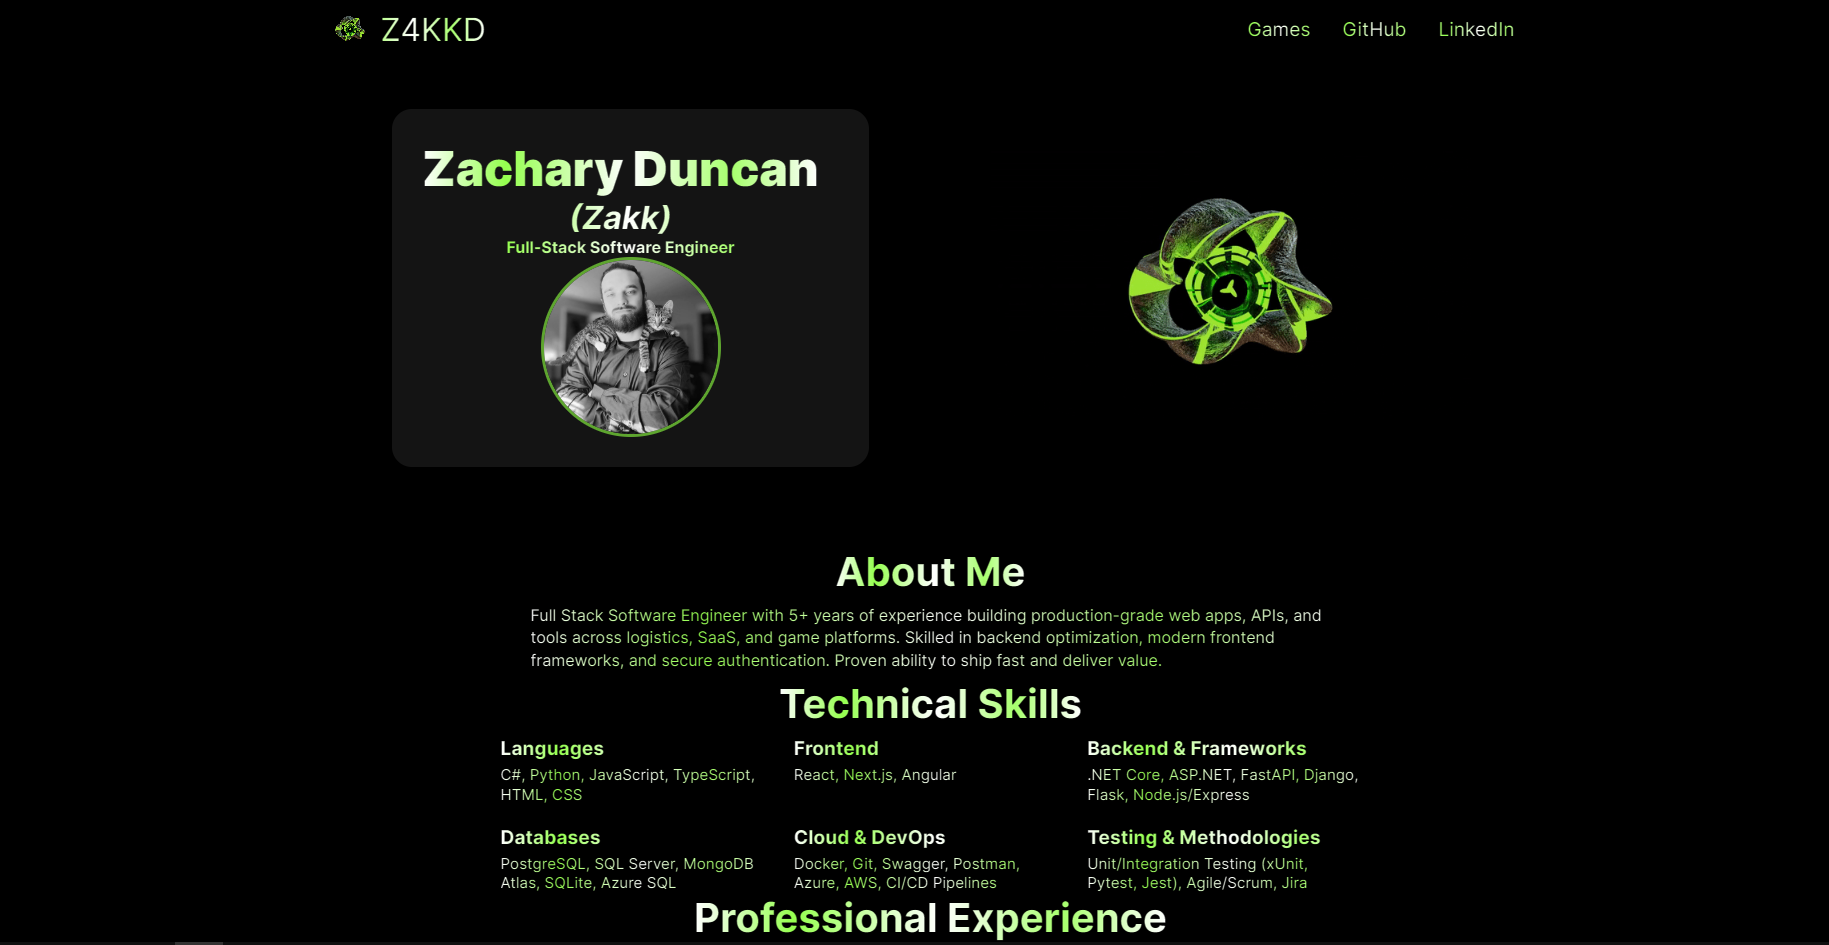 Z4KKD
Games GitHub LinkedIn
Zachary Duncan
(Zakk)
Full-Stack Software Engineer
About Me
Full Stack Software Engineer with 5+ years of experience building production-grade web apps, APIs, and
tools across logistics, SaaS, and game platforms. Skilled in backend optimization, modern frontend
frameworks, and secure authentication. Proven ability to ship fast and deliver value.
Technical Skills
Languages
C#, Python, JavaScript, TypeScript,
HTML, CSS
Frontend
React, Next.js, Angular
Backend & Frameworks
.NET Core, ASP.NET, FastAPI, Django,
Flask, Node.js/Express
Databases
PostgreSQL, SQL Server, MongoDB
Atlas, SQLite, Azure SQL
Cloud & DevOps
Docker, Git, Swagger, Postman,
Azure, AWS, CI/CD Pipelines
Testing & Methodologies
Unit/Integration Testing (xUnit,
Pytest, Jest), Agile/Scrum, Jira
Professional Experience